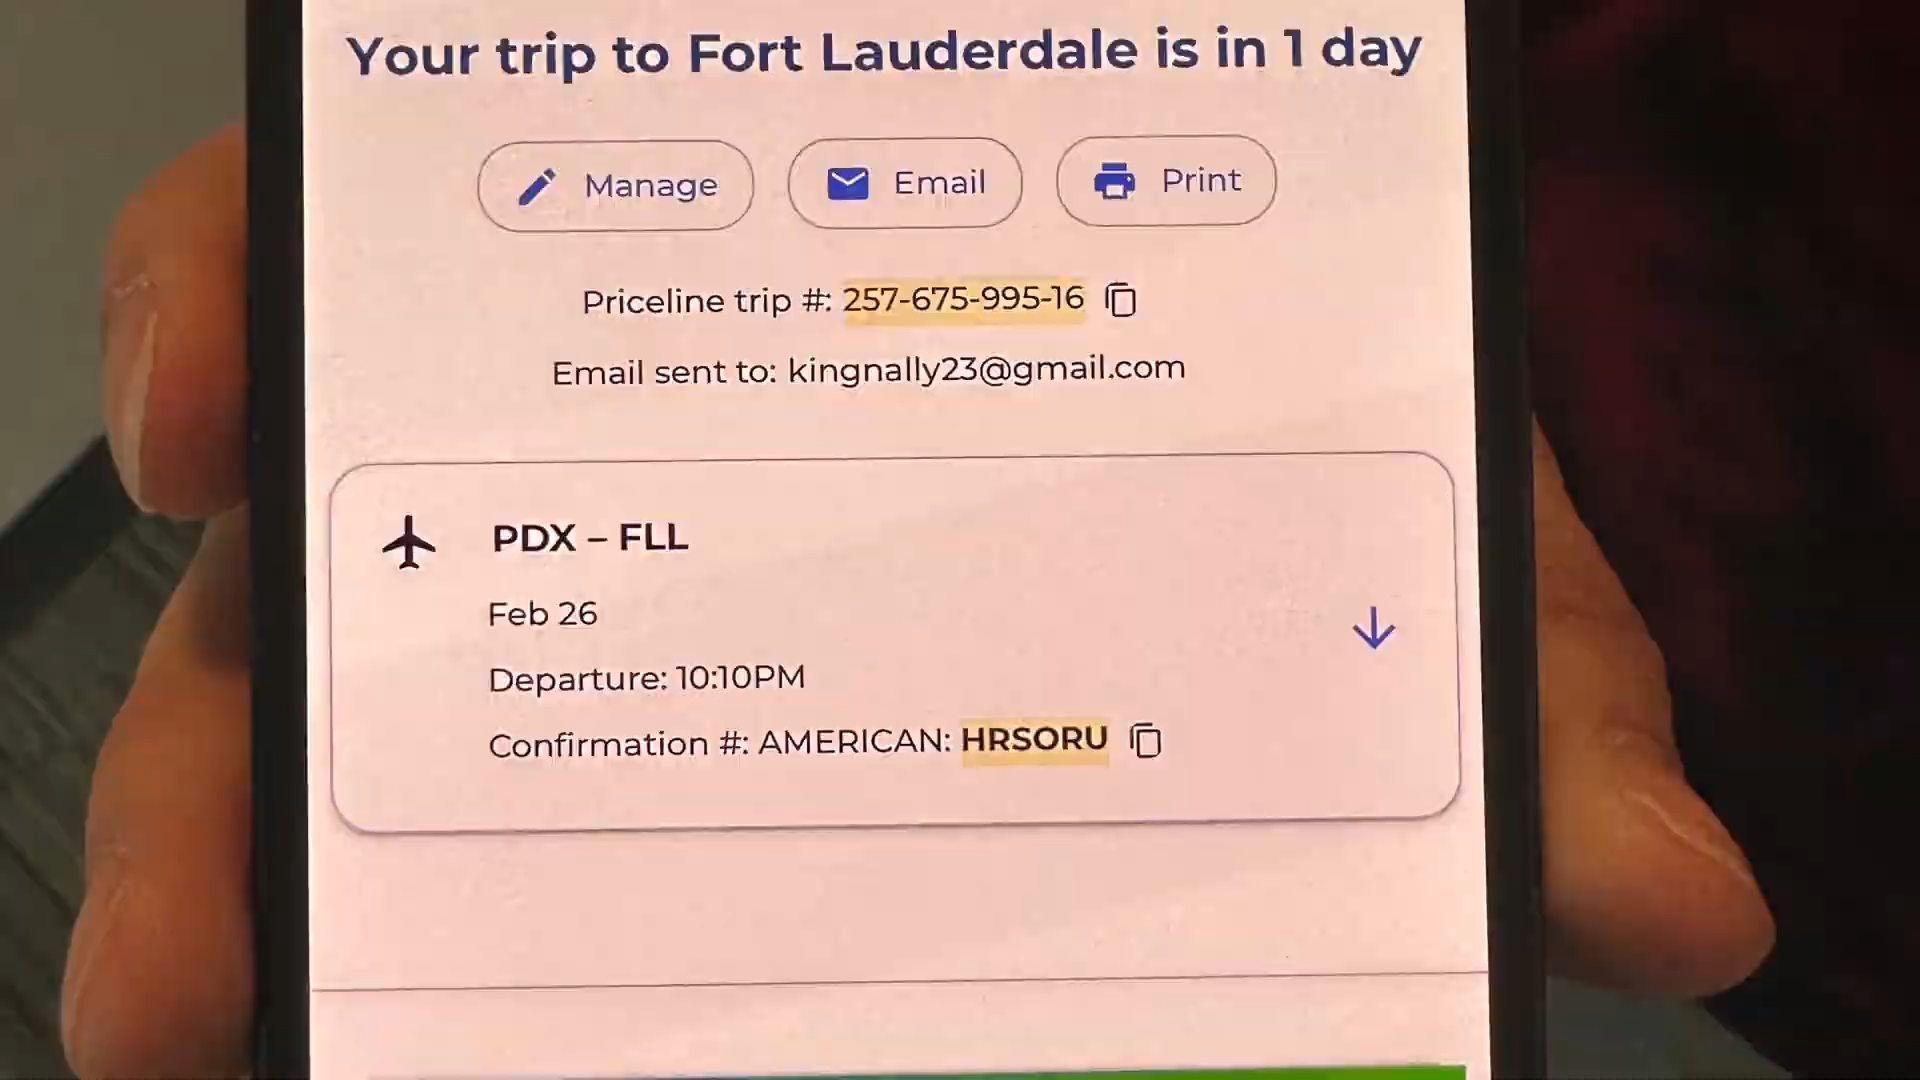 Your trip to Fort Lauderdale is in 1 day
Manage
Email
Print
Priceline trip #: 257-675-995-16
Email sent to: kingnally23@gmail.com
PDX – FLL
Feb 26
Departure: 10:10PM
Confirmation #: AMERICAN: HRSORU